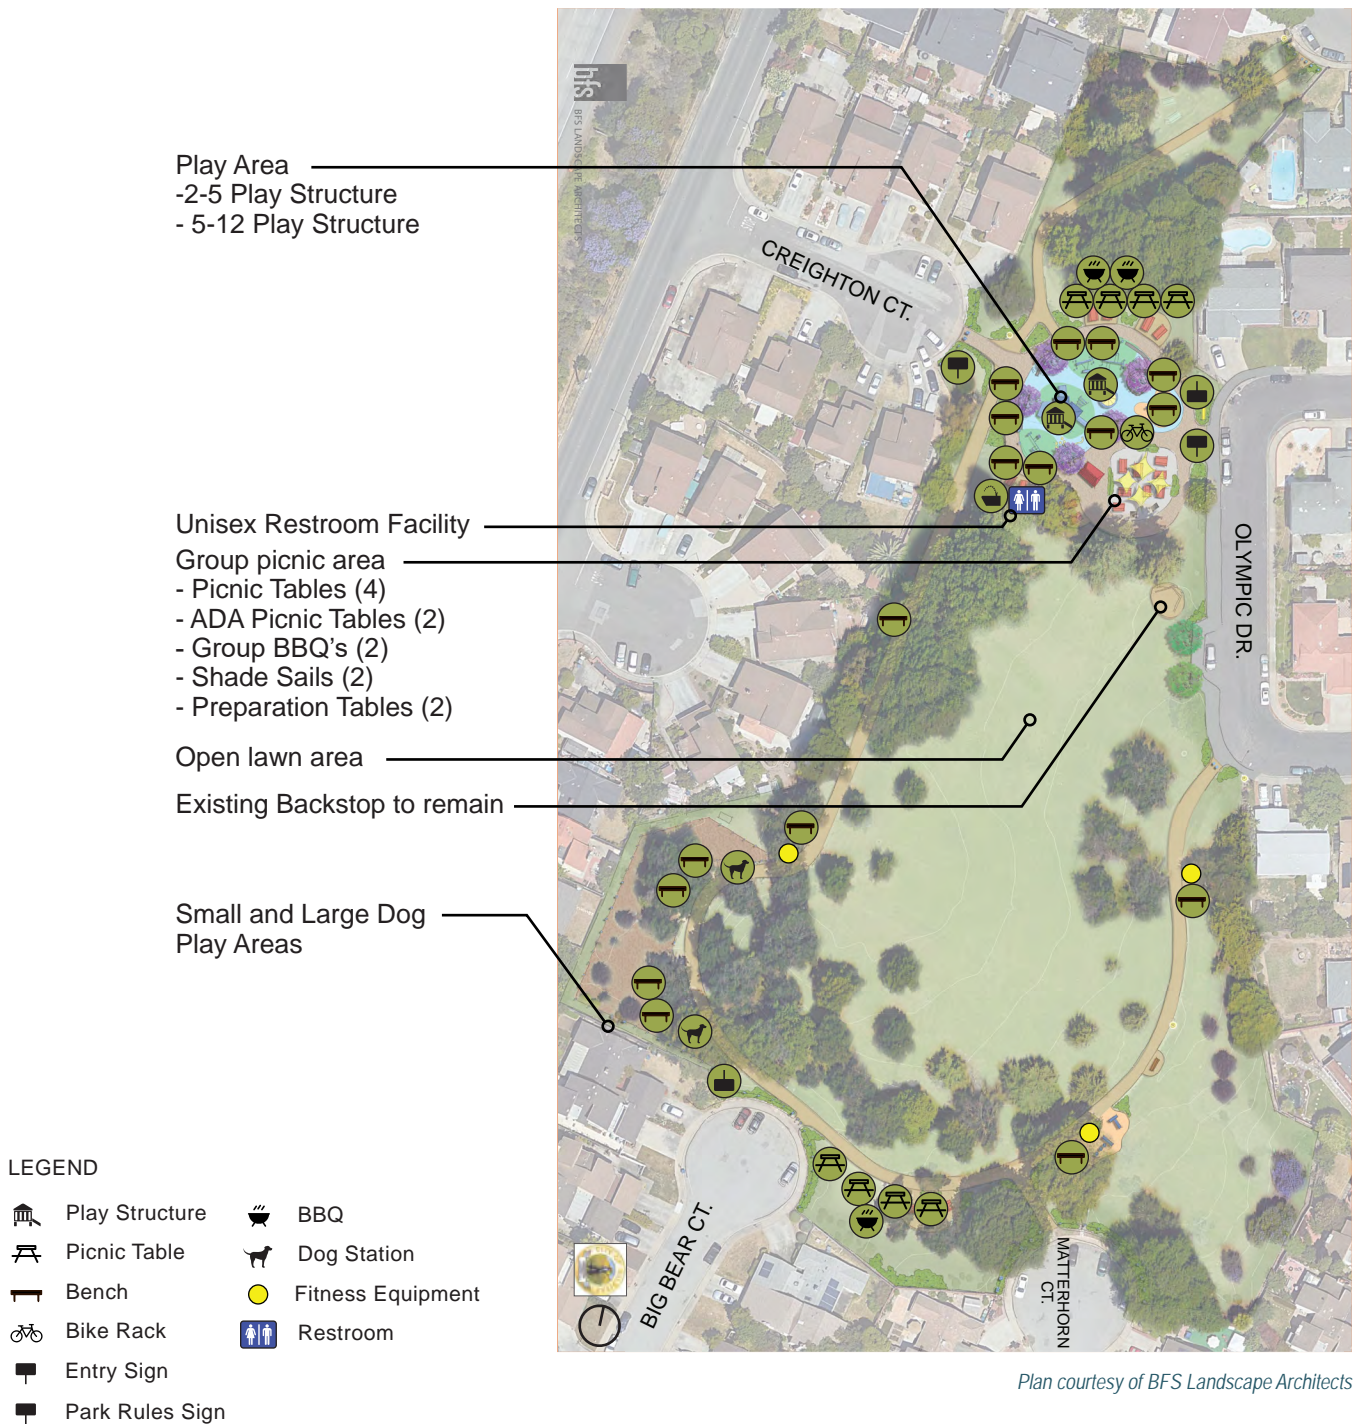 bfs
BFS LANDSCAPE ARCHITECTS
Play Area
-2-5 Play Structure
- 5-12 Play Structure
CREIGHTON CT.
Unisex Restroom Facility
Group picnic area
- Picnic Tables (4)
- ADA Picnic Tables (2)
- Group BBQ's (2)
- Shade Sails (2)
- Preparation Tables (2)
OLYMPIC DR.
Open lawn area
Existing Backstop to remain
Small and Large Dog
Play Areas
BIG BEAR CT.
MATTERHORN
CT.
LEGEND
Play Structure
Picnic Table
Bench
Bike Rack
Entry Sign
Park Rules Sign
BBQ
Dog Station
Fitness Equipment
Restroom
Plan courtesy of BFS Landscape Architects